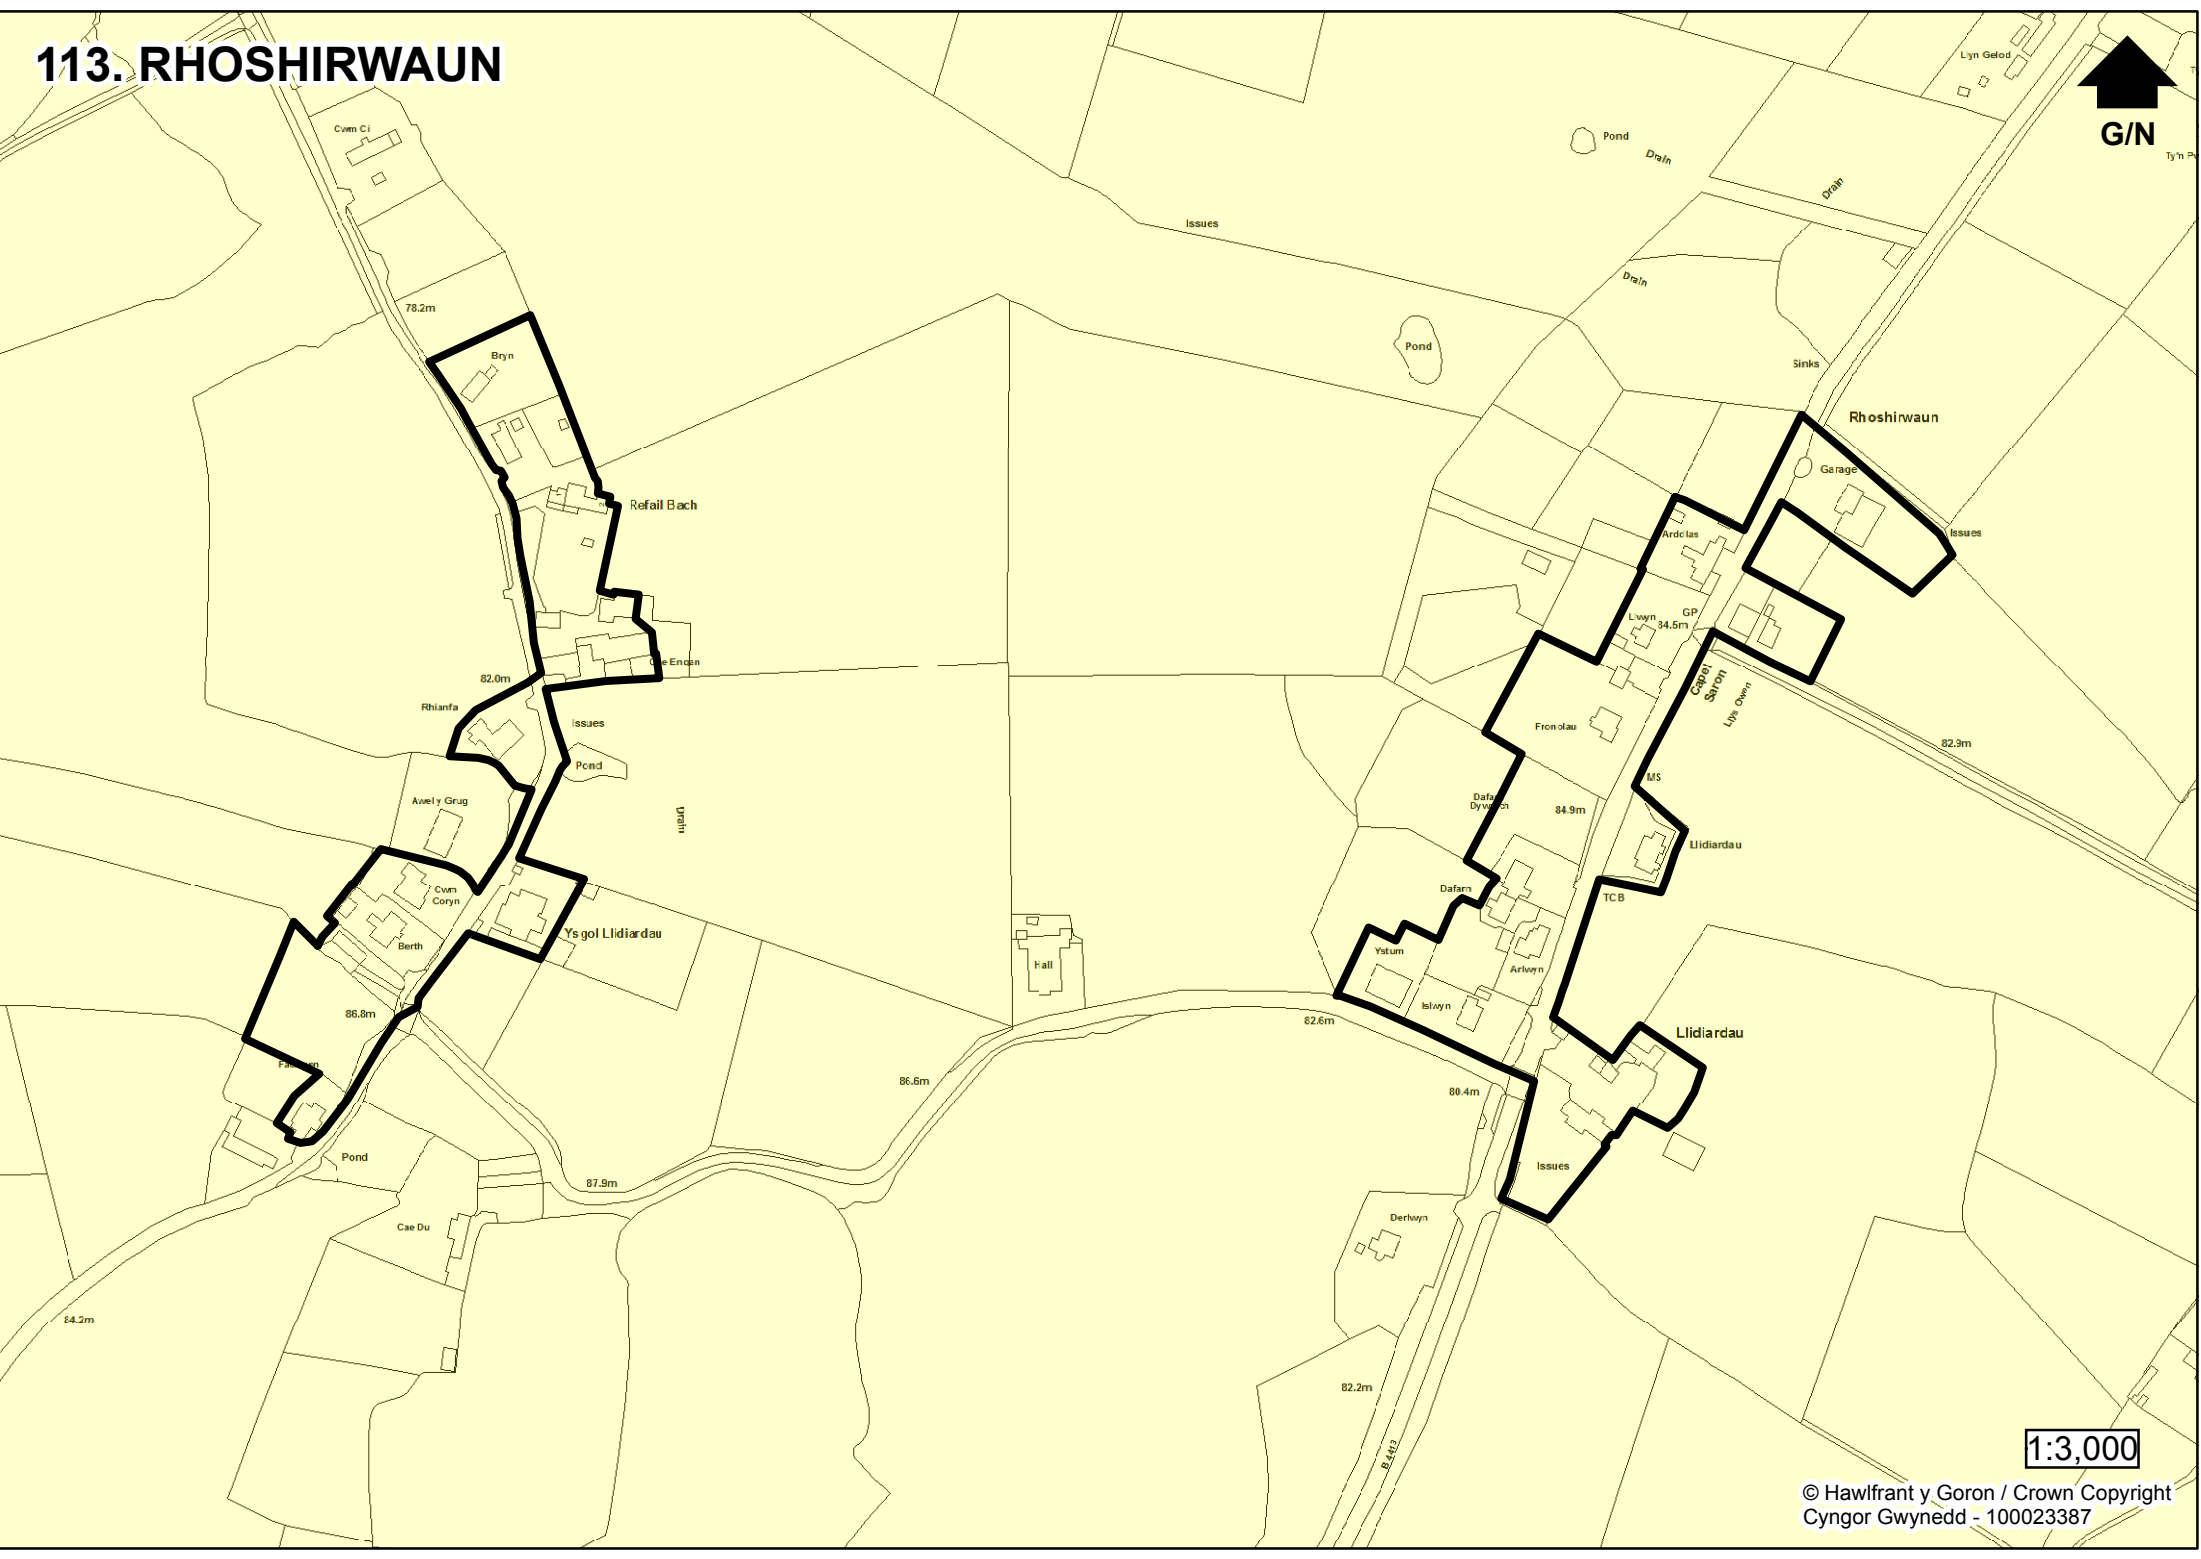 113. RHOSHIRWAUN
G/N
Llyn Gelod
Cwm Ci
Pond
Drain
Drain
Issues
Drain
78.2m
Bryn
Pond
Sinks
Rhoshirwaun
Garage
Refail Bach
Issues
Arddlas
GP
Llwyn
84.5m
82.0m
Rhianfa
Issues
Pond
Capel
Saron
Llys Owen
Fronolau
82.9m
MS
Awel y Grug
Drain
84.9m
Llidiardau
Cwm
Coryn
Dafarn
TCB
Berth
Ysgol Llidiardau
Hall
Ystum
Arlwyn
Islwyn
86.8m
82.6m
Llidiardau
86.6m
80.4m
Pond
Issues
87.9m
Cae Du
Derlwyn
84.2m
82.2m
B 4413
1:3,000
© Hawlfrant y Goron / Crown Copyright
Cyngor Gwynedd - 100023387